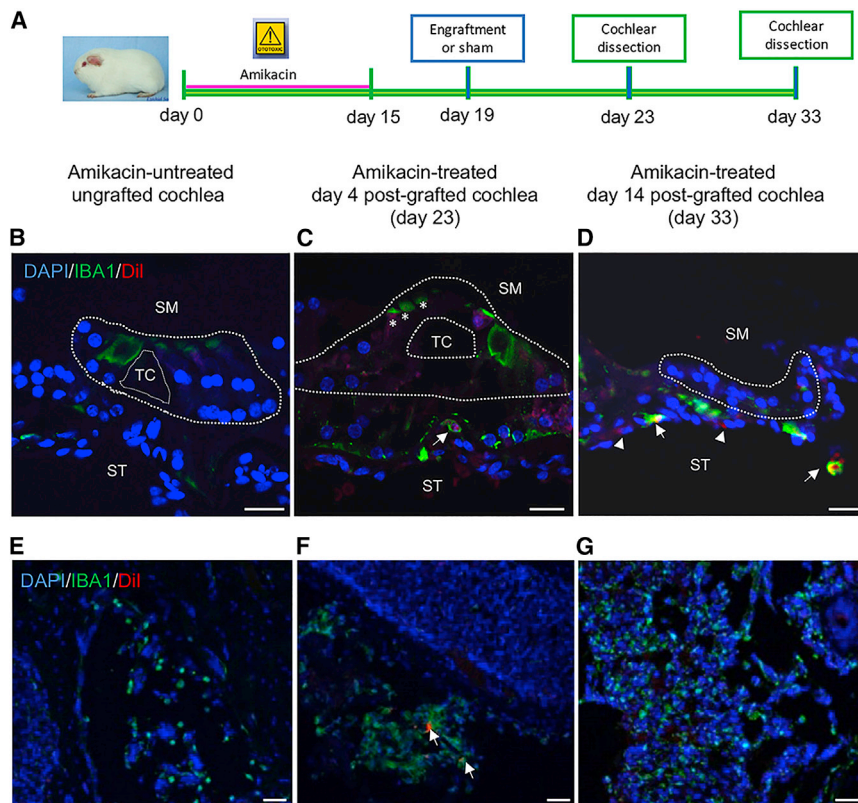 A
OTOTOXIC
Amikacin
Engraftment
or sham
Cochlear
dissection
Cochlear
dissection
day 0
day 15
day 19
day 23
day 33
Amikacin-untreated
ungrafted cochlea
Amikacin-treated
day 4 post-grafted cochlea
(day 23)
Amikacin-treated
day 14 post-grafted cochlea
(day 33)
B
DAPI/IBA1/DiI
SM
TC
ST
C
SM
* * *
TC
ST
D
SM
ST
E
DAPI/IBA1/DiI
F
G